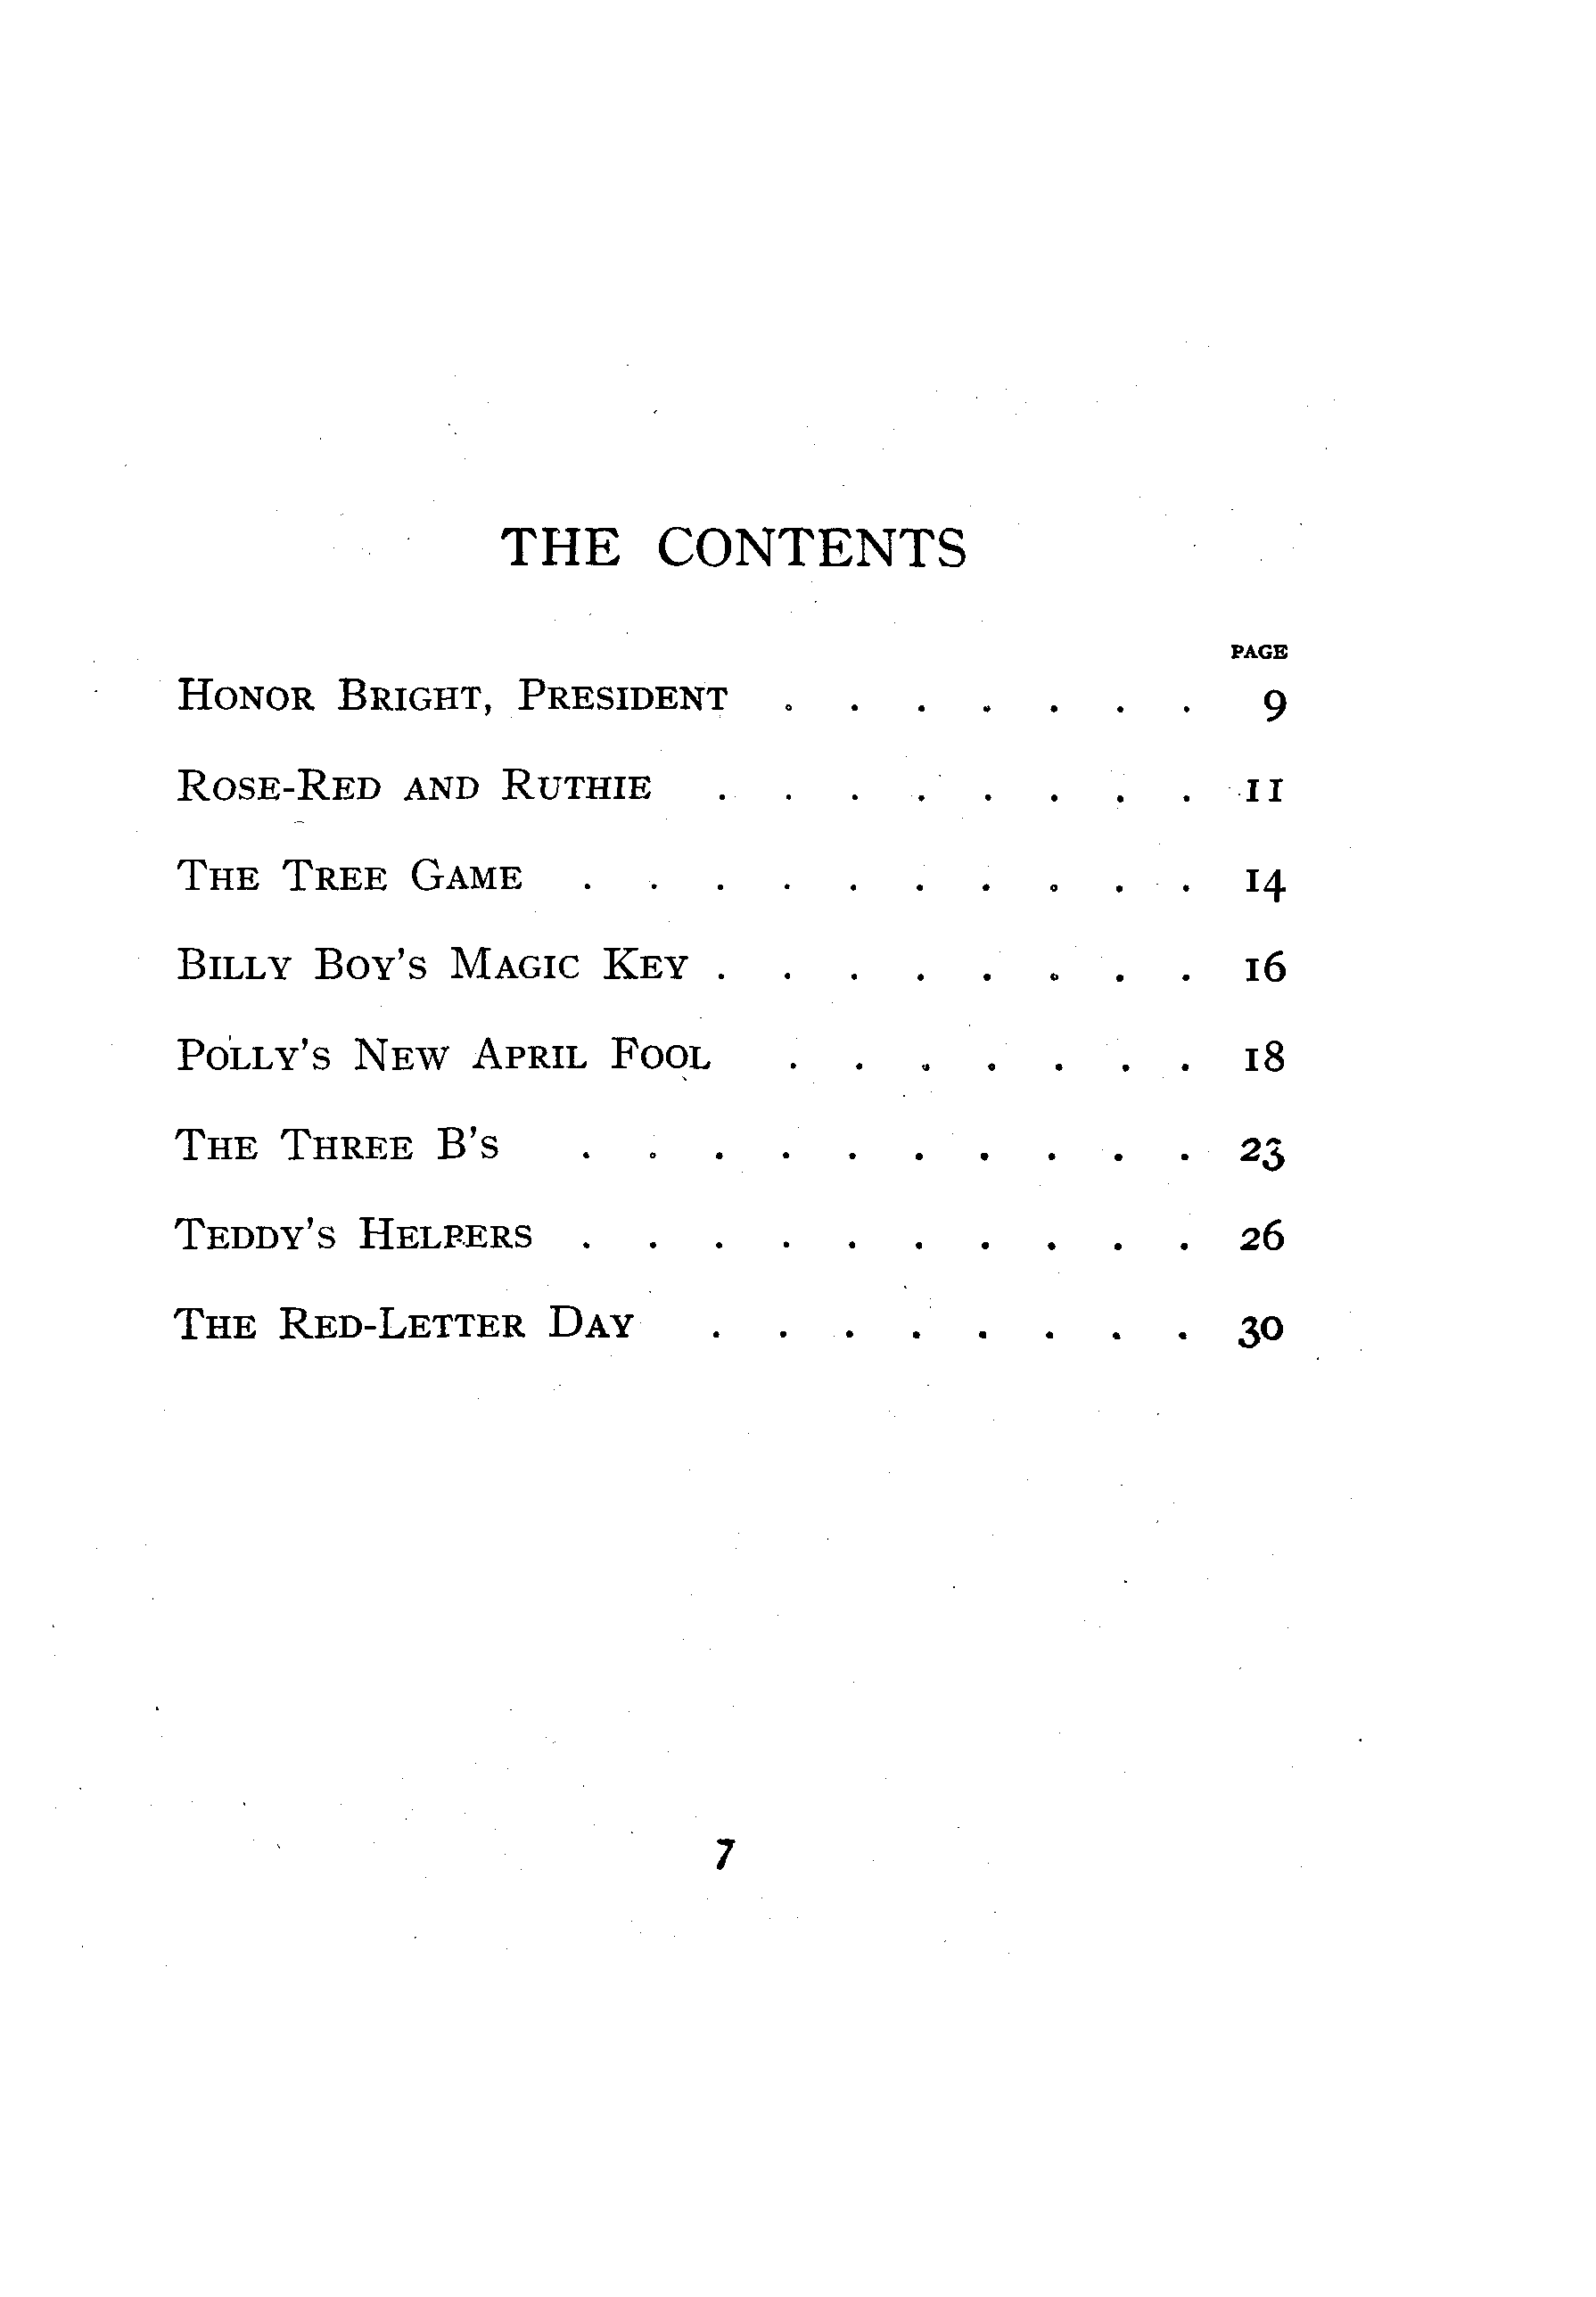 THE CONTENTS
PAGE
HONOR BRIGHT, PRESIDENT . . . . . . . 9
ROSE-RED AND RUTHIE . . . . . . . . 11
THE TREE GAME . . . . . . . . . . 14
BILLY BOY'S MAGIC KEY . . . . . . . . 16
POLLY'S NEW APRIL FOOL . . . . . . . 18
THE THREE B'S . . . . . . . . . . 23
TEDDY'S HELPERS . . . . . . . . . . 26
THE RED-LETTER DAY . . . . . . . . 30
7